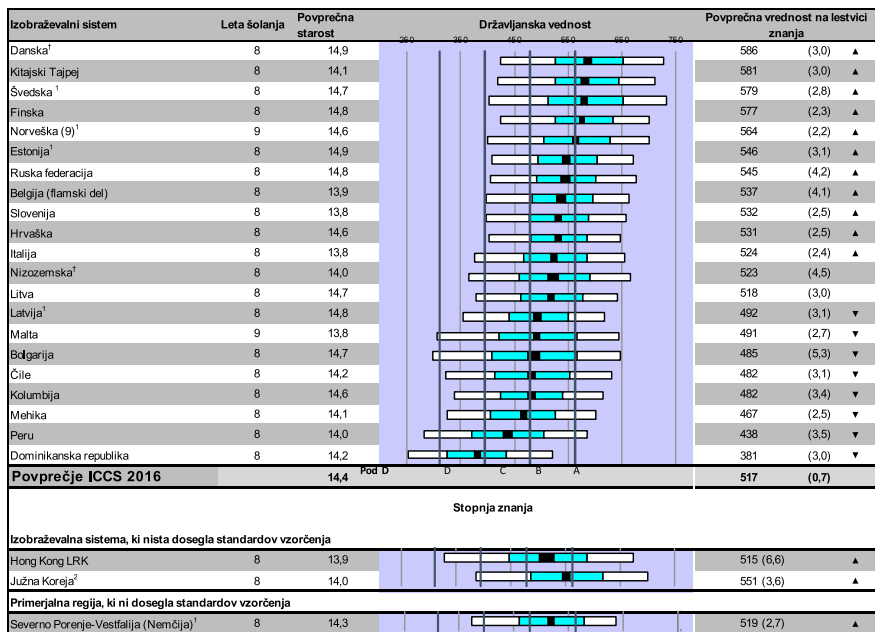 Izobraževalni sistem Leta šolanja Povprečna starost Državljanska vednost Povprečna vrednost na lestvici znanja
250 350 450 550 650 750
Danska† 8 14,9 586 (3,0) ▲
Kitajski Tajpej 8 14,1 581 (3,0) ▲
Švedska ¹ 8 14,7 579 (2,8) ▲
Finska 8 14,8 577 (2,3) ▲
Norveška (9)¹ 9 14,6 564 (2,2) ▲
Estonija¹ 8 14,9 546 (3,1) ▲
Ruska federacija 8 14,8 545 (4,2) ▲
Belgija (flamski del) 8 13,9 537 (4,1) ▲
Slovenija 8 13,8 532 (2,5) ▲
Hrvaška 8 14,6 531 (2,5) ▲
Italija 8 13,8 524 (2,4) ▲
Nizozemska† 8 14,0 523 (4,5)
Litva 8 14,7 518 (3,0)
Latvija¹ 8 14,8 492 (3,1) ▼
Malta 9 13,8 491 (2,7) ▼
Bolgarija 8 14,7 485 (5,3) ▼
Čile 8 14,2 482 (3,1) ▼
Kolumbija 8 14,6 482 (3,4) ▼
Mehika 8 14,1 467 (2,5) ▼
Peru 8 14,0 438 (3,5) ▼
Dominikanska republika 8 14,2 381 (3,0) ▼
Povprečje ICCS 2016 14,4 Pod D D C B A 517 (0,7)
Stopnja znanja
Izobraževalna sistema, ki nista dosegla standardov vzorčenja
Hong Kong LRK 8 13,9 515 (6,6) ▲
Južna Koreja² 8 14,0 551 (3,6) ▲
Primerjalna regija, ki ni dosegla standardov vzorčenja
Severno Porenje-Vestfalija (Nemčija)¹ 8 14,3 519 (2,7) ▲